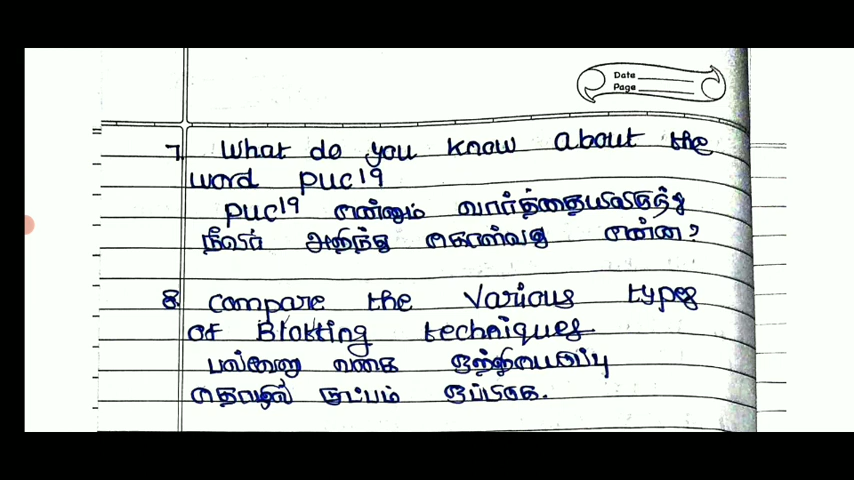 Date
Page
7. What do you know about the
word PUC19
PUC19 என்னும் வார்த்தையிலிருந்து
நீவிர் அறிந்து கொள்வது என்ன?
8. Compare the various types
of Blotting techniques
பல்வேறு வகை ஒற்றியெடுப்பு
தொழில் நுட்பம் ஒப்பிடுக.